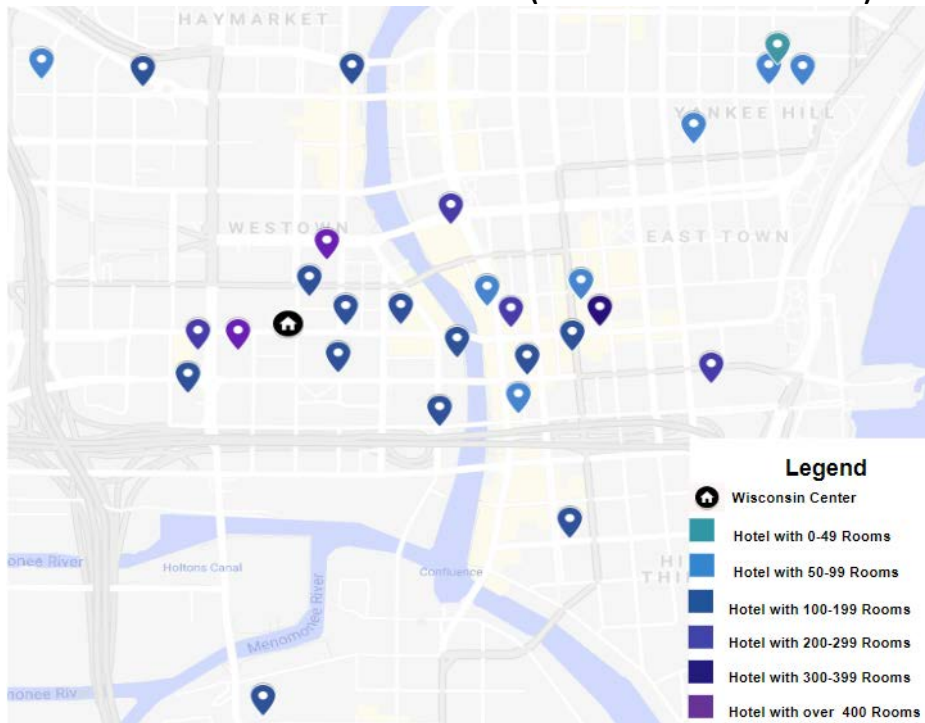 HAYMARKET
YANKEE HILL
WESTOWN
EAST TOWN
Legend
Wisconsin Center
Hotel with 0-49 Rooms
Hotel with 50-99 Rooms
Hotel with 100-199 Rooms
Hotel with 200-299 Rooms
Hotel with 300-399 Rooms
Hotel with over 400 Rooms
monee River
Holtons Canal
Confluence
Menomonee River
monee Riv